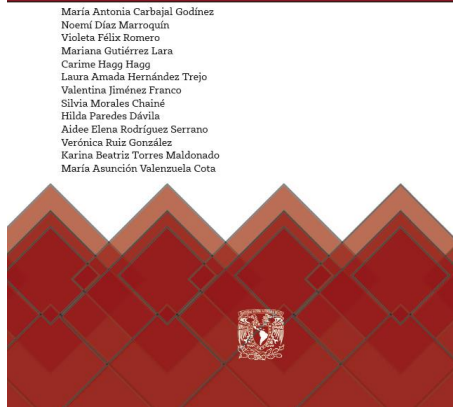 María Antonia Carbajal Godínez
Noemí Díaz Marroquín
Violeta Félix Romero
Mariana Gutiérrez Lara
Carime Hagg Hagg
Laura Amada Hernández Trejo
Valentina Jiménez Franco
Silvia Morales Chainé
Hilda Paredes Dávila
Aidee Elena Rodríguez Serrano
Verónica Ruiz González
Karina Beatriz Torres Maldonado
María Asunción Valenzuela Cota